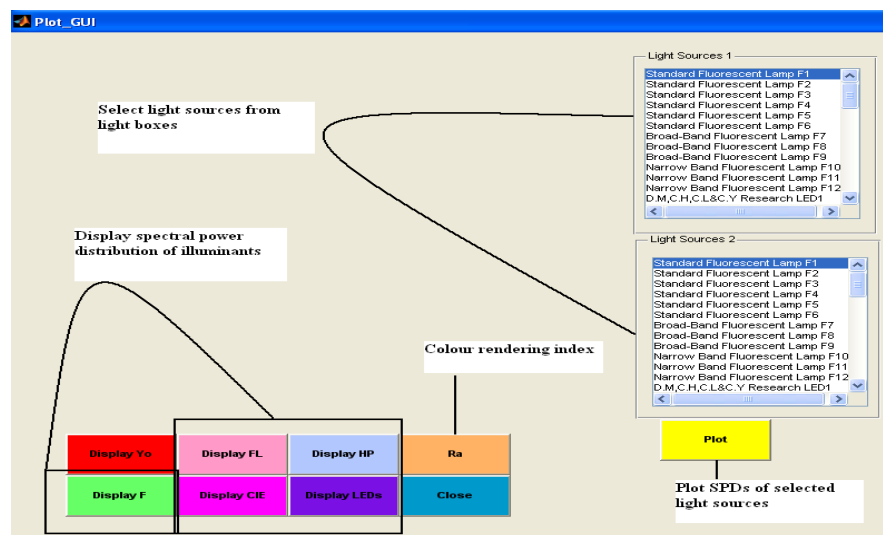 Plot_GUI
Light Sources 1
Standard Fluorescent Lamp F1
Standard Fluorescent Lamp F2
Standard Fluorescent Lamp F3
Standard Fluorescent Lamp F4
Standard Fluorescent Lamp F5
Standard Fluorescent Lamp F6
Broad-Band Fluorescent Lamp F7
Broad-Band Fluorescent Lamp F8
Broad-Band Fluorescent Lamp F9
Narrow Band Fluorescent Lamp F10
Narrow Band Fluorescent Lamp F11
Narrow Band Fluorescent Lamp F12
D.M,C.H,C.L&C.Y Research LED1
Select light sources from
light boxes
Light Sources 2
Standard Fluorescent Lamp F1
Standard Fluorescent Lamp F2
Standard Fluorescent Lamp F3
Standard Fluorescent Lamp F4
Standard Fluorescent Lamp F5
Standard Fluorescent Lamp F6
Broad-Band Fluorescent Lamp F7
Broad-Band Fluorescent Lamp F8
Broad-Band Fluorescent Lamp F9
Narrow Band Fluorescent Lamp F10
Narrow Band Fluorescent Lamp F11
Narrow Band Fluorescent Lamp F12
D.M,C.H,C.L&C.Y Research LED1
Display spectral power
distribution of illuminants
Colour rendering index
Display Yo
Display FL
Display HP
Ra
Plot
Display F
Display CIE
Display LEDs
Close
Plot SPDs of selected
light sources